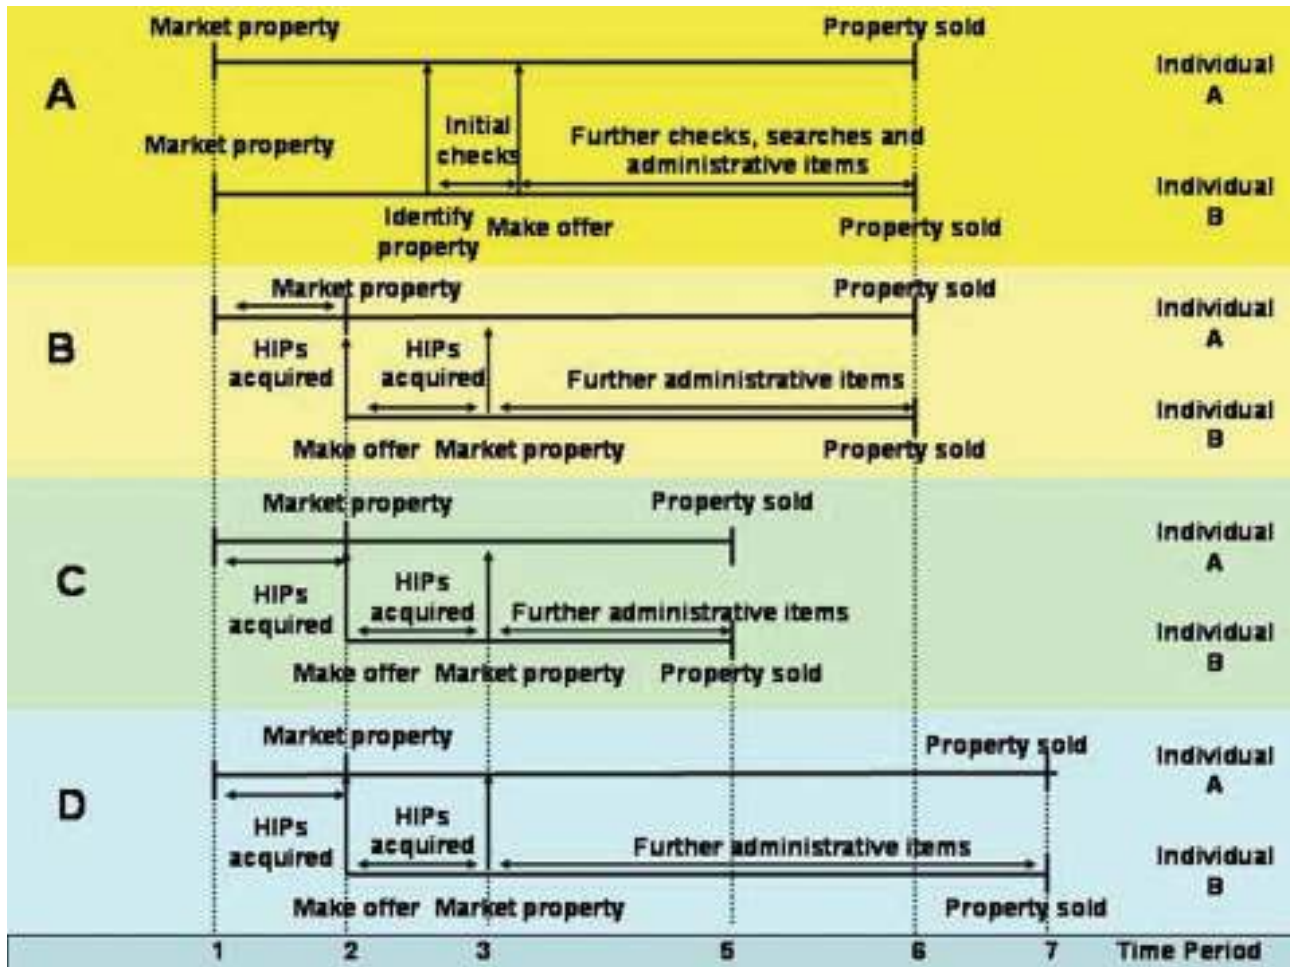 Market property Property sold
A
Individual
A
Market property
Initial
checks
Further checks, searches and
administrative items
Individual
B
Identify
property
Make offer
Property sold
Market property Property sold
B
Individual
A
HIPs
acquired
HIPs
acquired
Further administrative items
Individual
B
Make offer Market property Property sold
Market property Property sold
C
Individual
A
HIPs
acquired
HIPs
acquired
Further administrative items
Individual
B
Make offer Market property Property sold
Market property Property sold
D
Individual
A
HIPs
acquired
HIPs
acquired
Further administrative items
Individual
B
Make offer Market property Property sold
1 2 3 5 6 7 Time Period